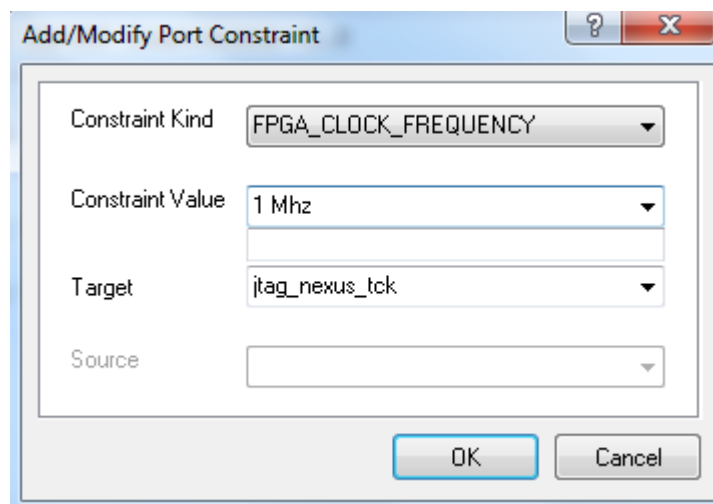 Add/Modify Port Constraint
?
Constraint Kind FPGA_CLOCK_FREQUENCY
Constraint Value 1 Mhz
Target jtag_nexus_tck
Source
OK Cancel